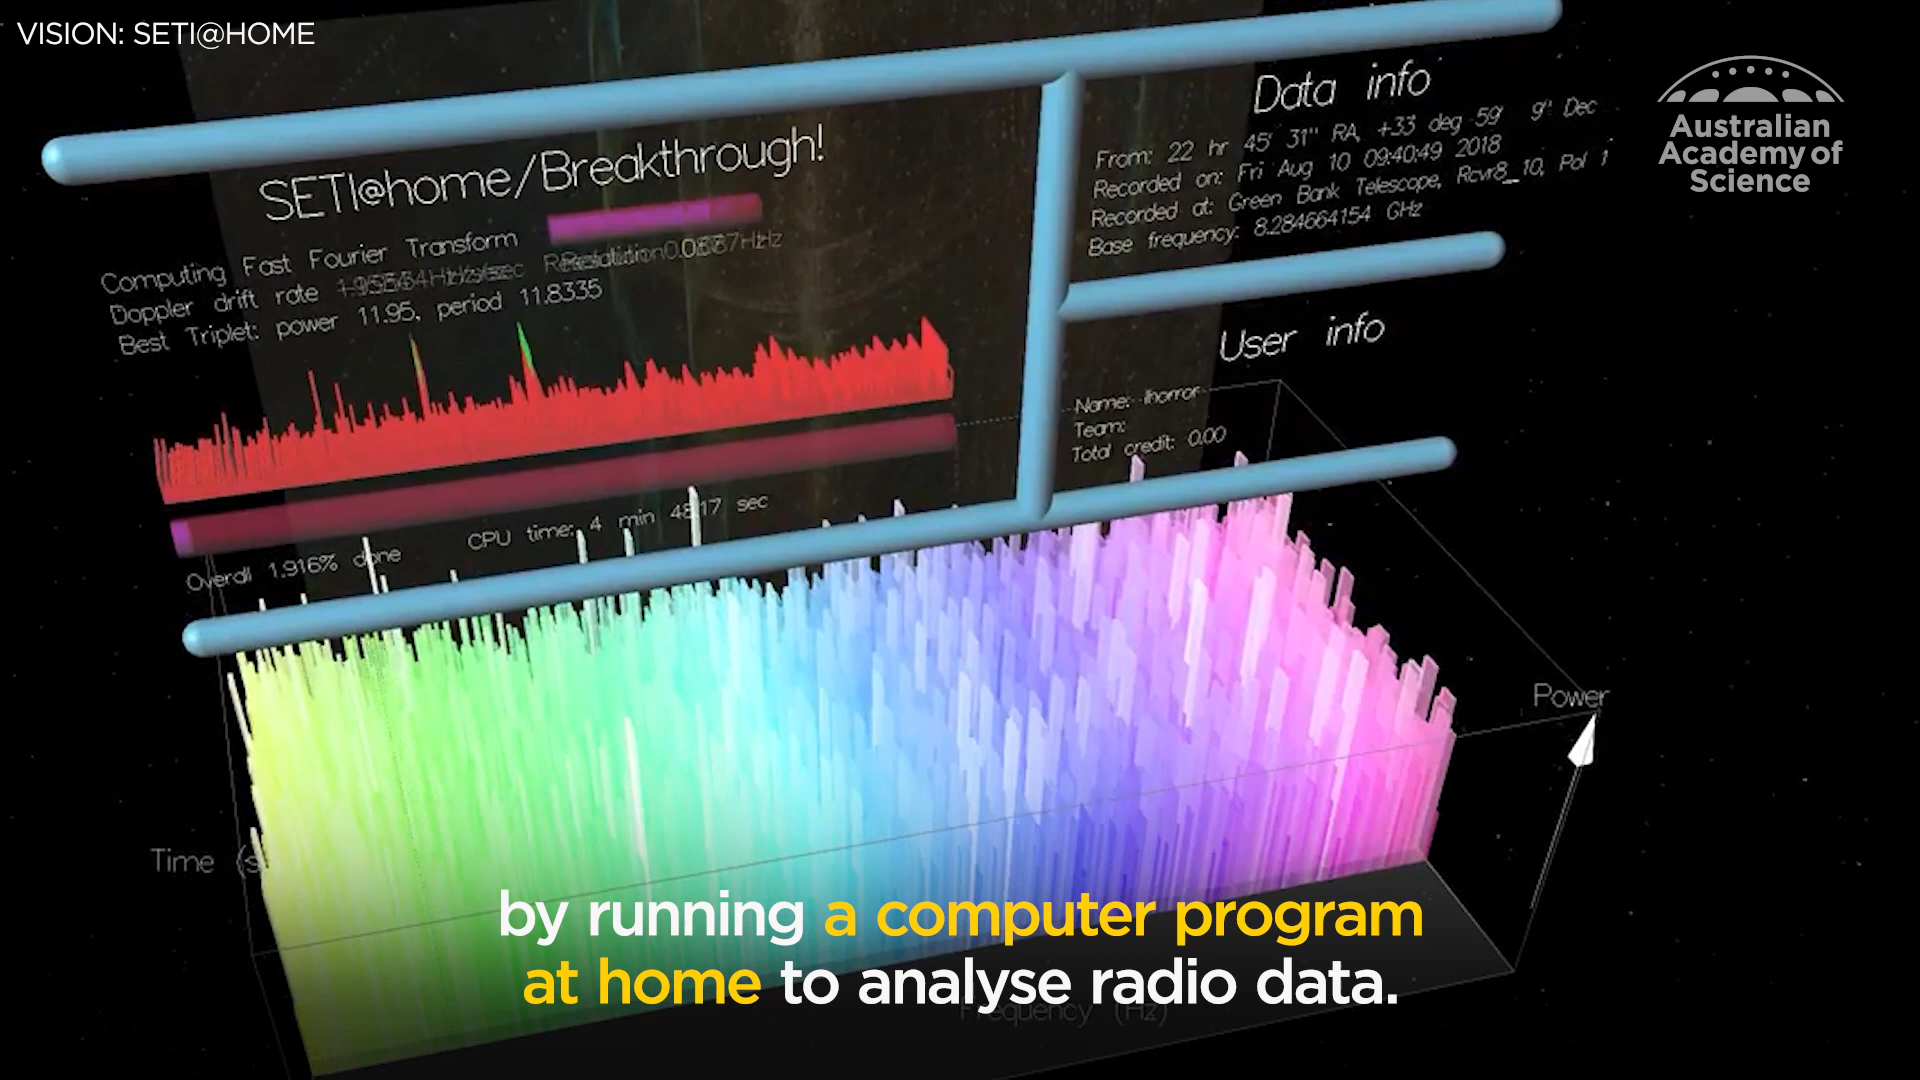 VISION: SETI@HOME
Australian
Academy of
Science
SETI@home/Breakthrough!
Computing Fast Fourier Transform
Doppler drift rate
Best Triplet: power 11.95, period 11.8335
Overall 1.916% done
CPU time: 4 min 48.17 sec
Data info
From: 22 hr 45' 31" RA, +33 deg 59' 9" Dec
Recorded on: Fri Aug 10 09:40:49 2018
Recorded at: Green Bank Telescope, Rcvr8_10, Pol 1
Base frequency: 8.284664154 GHz
User info
Name: lhorror
Team:
Total credit: 0.00
Power
Time (s
by running a computer program
at home to analyse radio data.
Frequency (Hz)